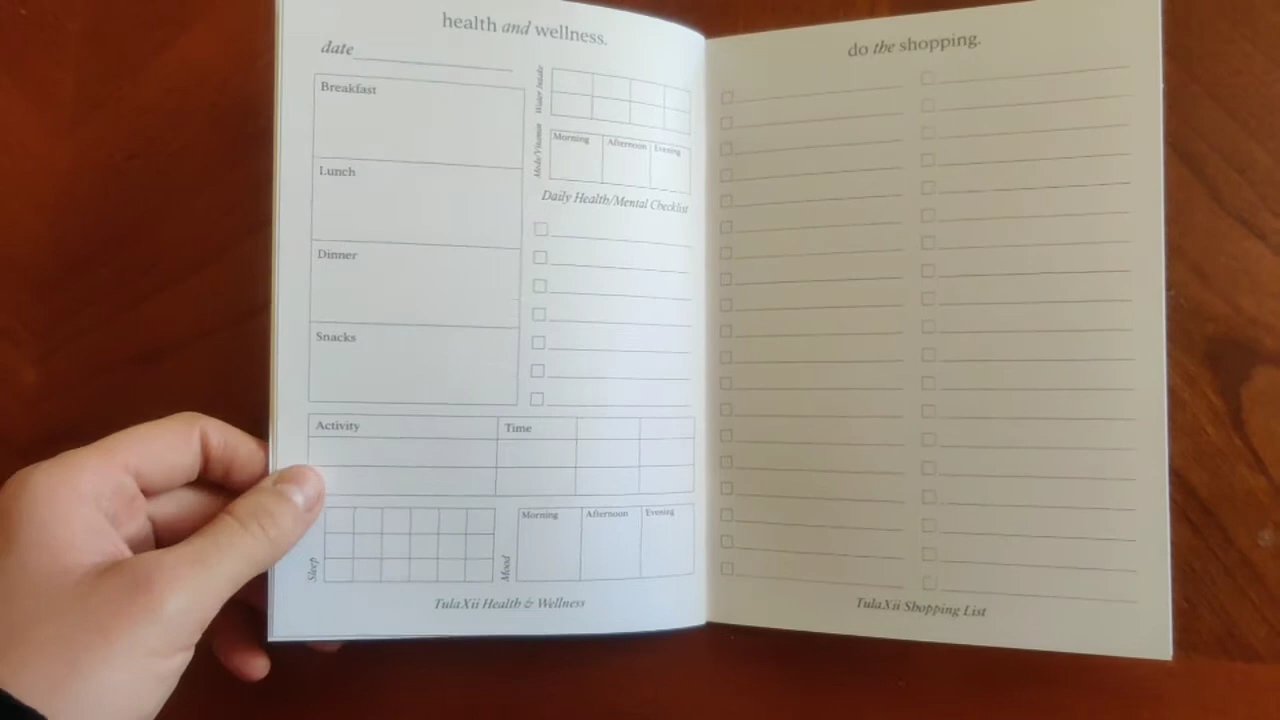 health and wellness.
date
Breakfast
Lunch
Dinner
Snacks
Water Intake
Meds/Vitamin
Morning Afternoon Evening
Daily Health/Mental Checklist
Activity Time
Sleep
Mood
Morning Afternoon Evening
TulaXii Health & Wellness
do the shopping.
TulaXii Shopping List